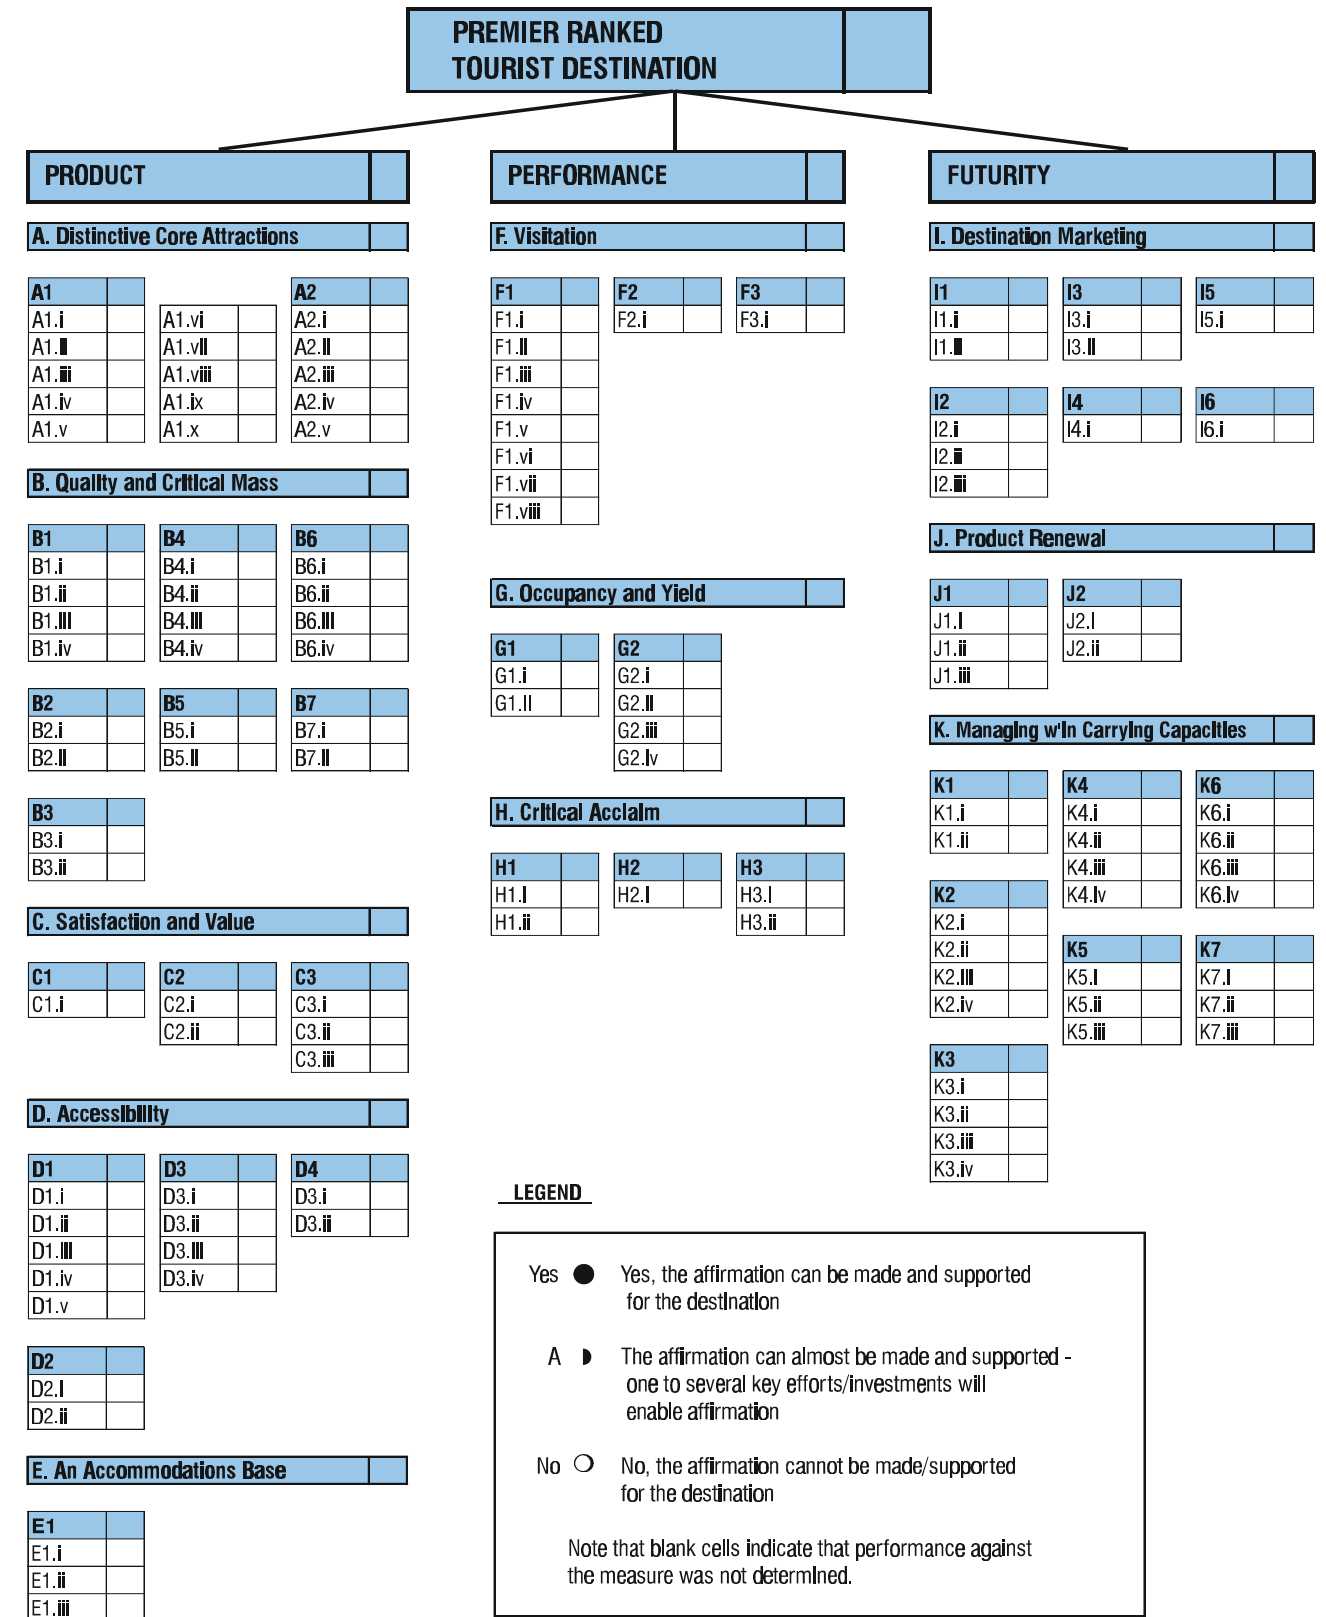 PREMIER RANKED
TOURIST DESTINATION
PRODUCT
A. Distinctive Core Attractions
A1
A1.i
A1.ii
A1.iii
A1.iv
A1.v
A1.vi
A1.vii
A1.viii
A1.ix
A1.x
A2
A2.i
A2.ii
A2.iii
A2.iv
A2.v
B. Quality and Critical Mass
B1
B1.i
B1.ii
B1.iii
B1.iv
B4
B4.i
B4.ii
B4.iii
B4.iv
B6
B6.i
B6.ii
B6.iii
B6.iv
B2
B2.i
B2.ii
B5
B5.i
B5.ii
B7
B7.i
B7.ii
B3
B3.i
B3.ii
C. Satisfaction and Value
C1
C1.i
C2
C2.i
C2.ii
C3
C3.i
C3.ii
C3.iii
D. Accessibility
D1
D1.i
D1.ii
D1.iii
D1.iv
D1.v
D3
D3.i
D3.ii
D3.iii
D3.iv
D4
D3.i
D3.ii
D2
D2.i
D2.ii
E. An Accommodations Base
E1
E1.i
E1.ii
E1.iii
PERFORMANCE
F. Visitation
F1
F1.i
F1.ii
F1.iii
F1.iv
F1.v
F1.vi
F1.vii
F1.viii
F2
F2.i
F3
F3.i
G. Occupancy and Yield
G1
G1.i
G1.ii
G2
G2.i
G2.ii
G2.iii
G2.iv
H. Critical Acclaim
H1
H1.i
H1.ii
H2
H2.i
H3
H3.i
H3.ii
FUTURITY
I. Destination Marketing
I1
I1.i
I1.ii
I3
I3.i
I3.ii
I5
I5.i
I2
I2.i
I2.ii
I2.iii
I4
I4.i
I6
I6.i
J. Product Renewal
J1
J1.i
J1.ii
J1.iii
J2
J2.i
J2.ii
K. Managing w'in Carrying Capacities
K1
K1.i
K1.ii
K4
K4.i
K4.ii
K4.iii
K4.iv
K6
K6.i
K6.ii
K6.iii
K6.iv
K2
K2.i
K2.ii
K2.iii
K2.iv
K5
K5.i
K5.ii
K5.iii
K7
K7.i
K7.ii
K7.iii
K3
K3.i
K3.ii
K3.iii
K3.iv
LEGEND
Yes Yes, the affirmation can be made and supported
for the destination
A The affirmation can almost be made and supported -
one to several key efforts/investments will
enable affirmation
No No, the affirmation cannot be made/supported
for the destination
Note that blank cells indicate that performance against
the measure was not determined.